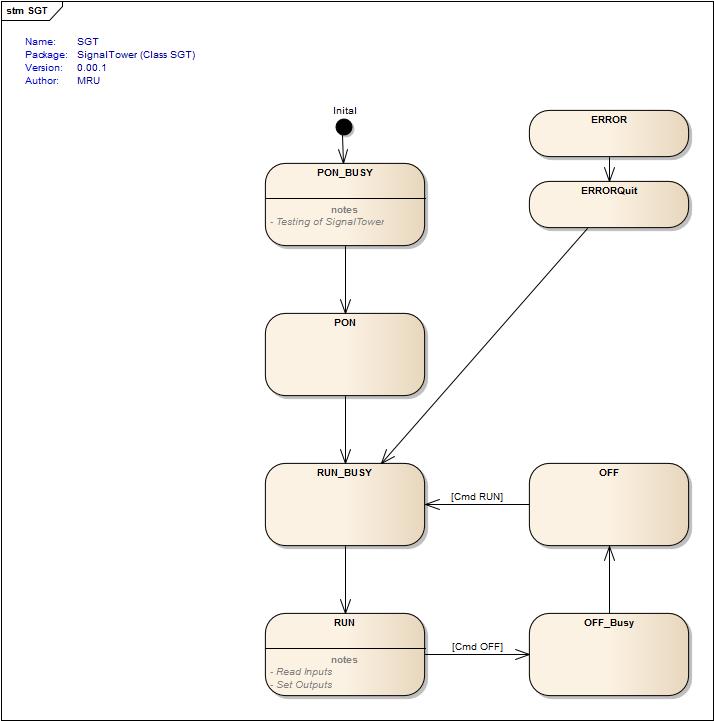 stm SGT
Name: SGT
Package: SignalTower (Class SGT)
Version: 0.00.1
Author: MRU
Inital
ERROR
PON_BUSY
notes
- Testing of SignalTower
ERRORQuit
PON
RUN_BUSY
[Cmd RUN]
OFF
RUN
notes
- Read Inputs
- Set Outputs
[Cmd OFF]
OFF_Busy